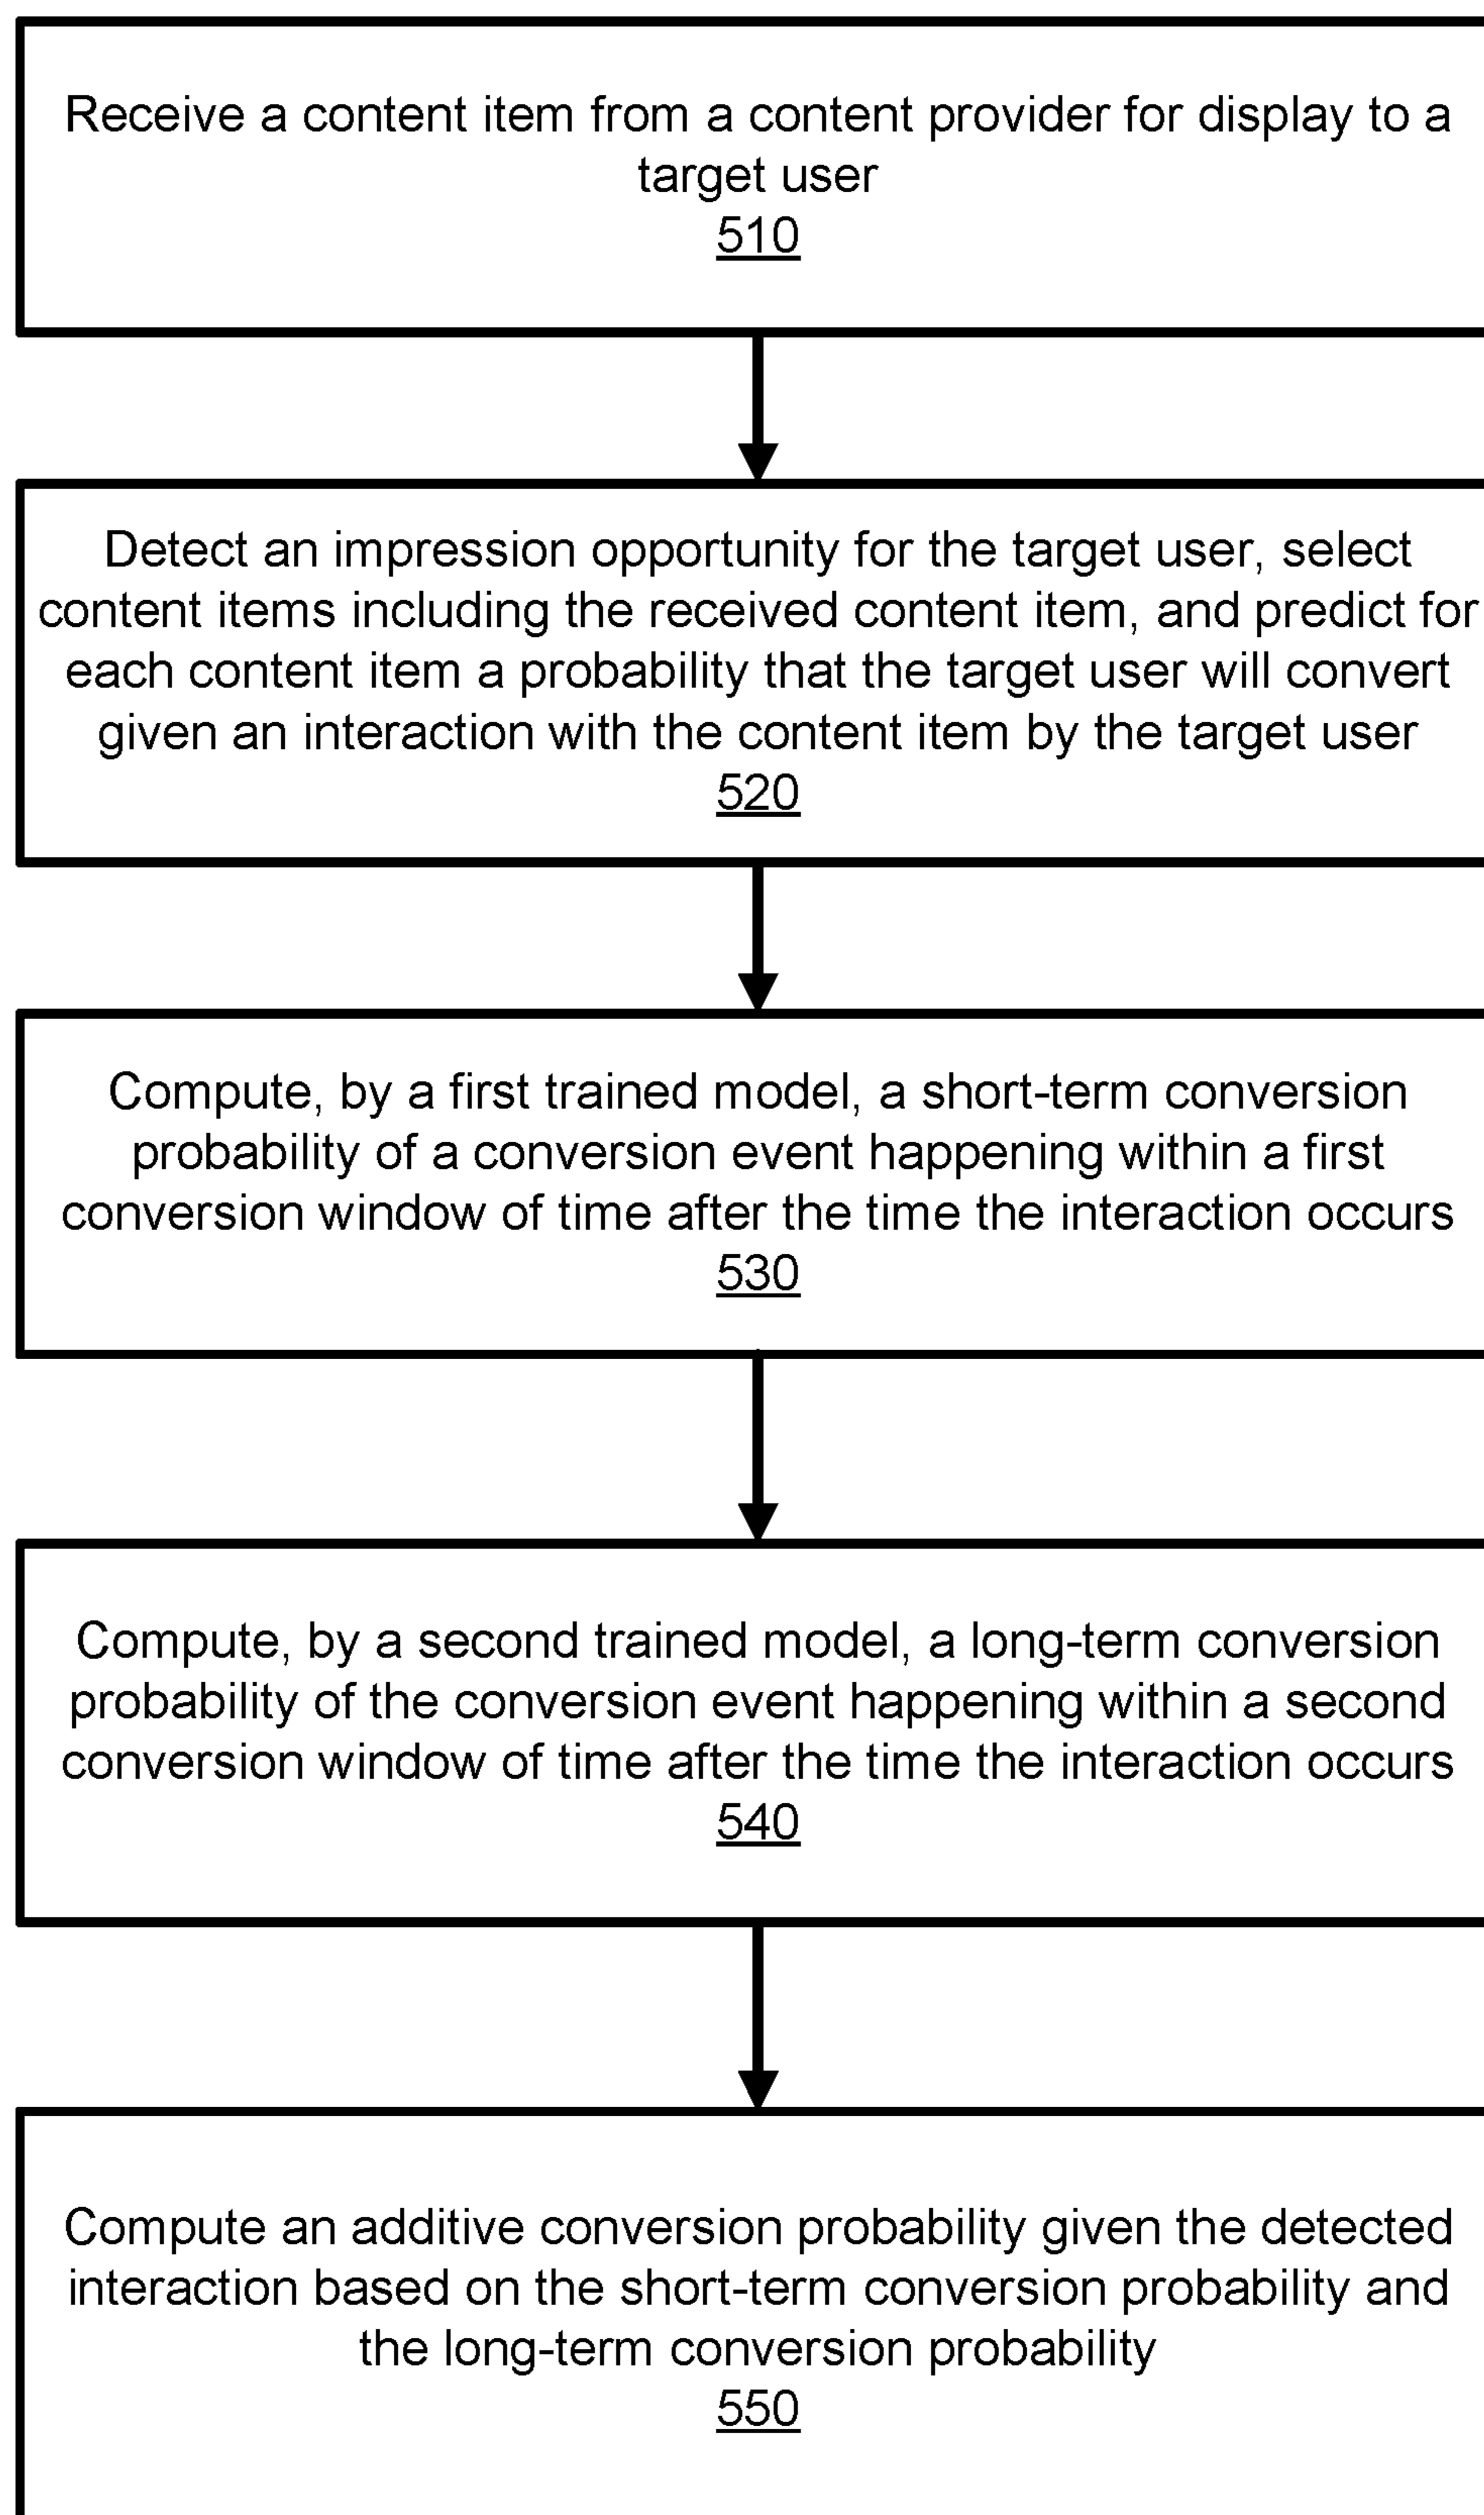 Receive a content item from a content provider for display to a
target user
510
Detect an impression opportunity for the target user, select
content items including the received content item, and predict for
each content item a probability that the target user will convert
given an interaction with the content item by the target user
520
Compute, by a first trained model, a short-term conversion
probability of a conversion event happening within a first
conversion window of time after the time the interaction occurs
530
Compute, by a second trained model, a long-term conversion
probability of the conversion event happening within a second
conversion window of time after the time the interaction occurs
540
Compute an additive conversion probability given the detected
interaction based on the short-term conversion probability and
the long-term conversion probability
550